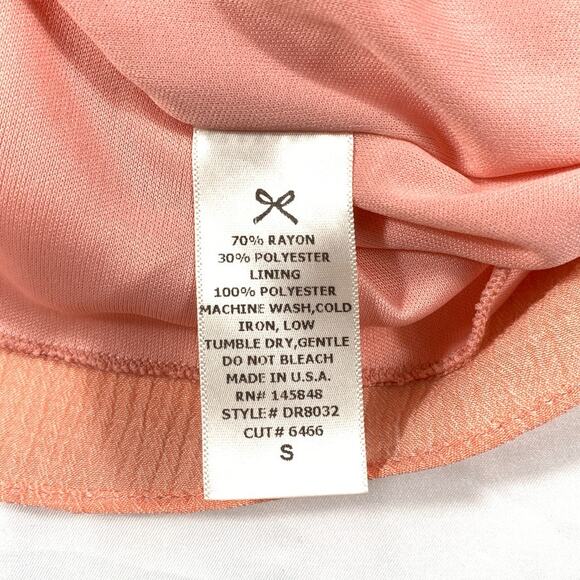 70% RAYON
30% POLYESTER
LINING
100% POLYESTER
MACHINE WASH,COLD
IRON, LOW
TUMBLE DRY,GENTLE
DO NOT BLEACH
MADE IN U.S.A.
RN# 145848
STYLE# DR8032
CUT# 6466
S